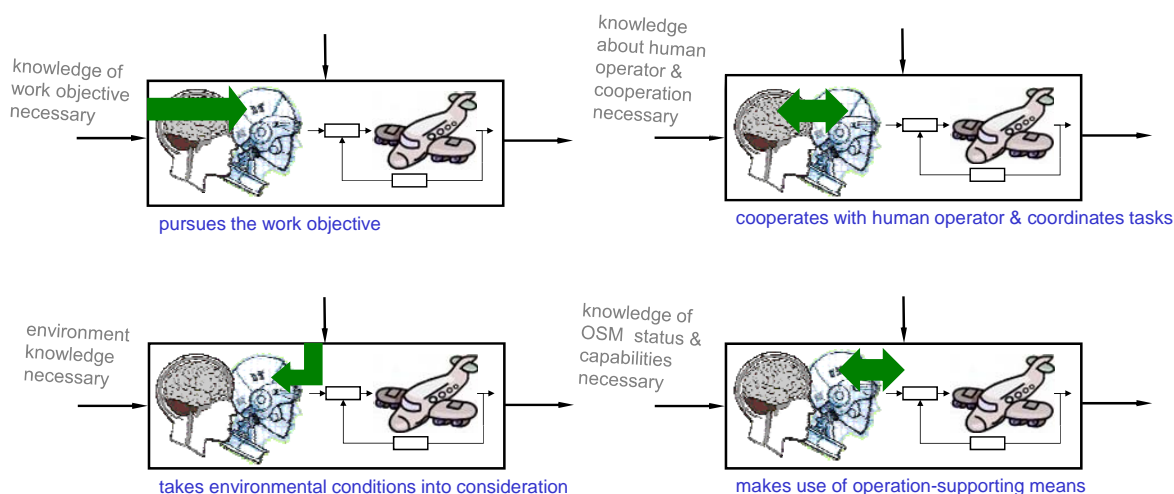 knowledge of
work objective
necessary
pursues the work objective
knowledge
about human
operator &
cooperation
necessary
cooperates with human operator & coordinates tasks
environment
knowledge
necessary
takes environmental conditions into consideration
knowledge of
OSM status &
capabilities
necessary
makes use of operation-supporting means